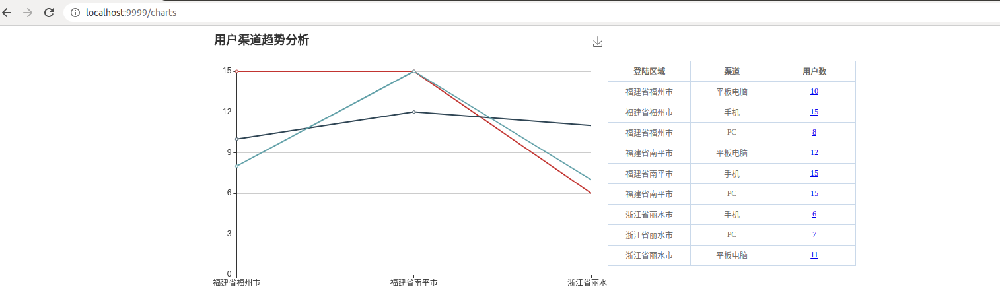 localhost:9999/charts
用户渠道趋势分析
15
12
9
6
3
0
福建省福州市
福建省南平市
浙江省丽水
登陆区域 渠道 用户数
福建省福州市 平板电脑 10
福建省福州市 手机 15
福建省福州市 PC 8
福建省南平市 平板电脑 12
福建省南平市 手机 15
福建省南平市 PC 15
浙江省丽水市 手机 6
浙江省丽水市 PC 7
浙江省丽水市 平板电脑 11